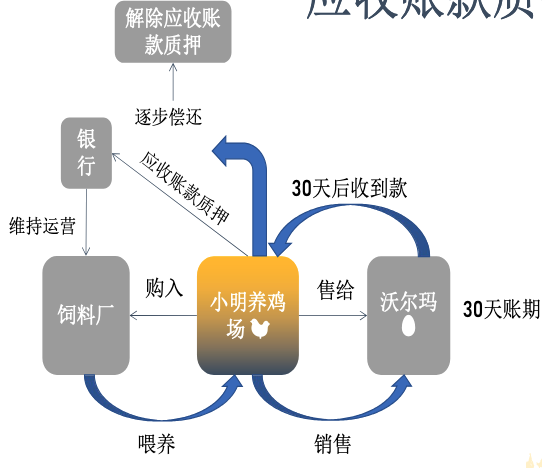 应收账款质
解除应收账
款质押
逐步偿还
银
行
应收账款质押
30天后收到款
维持运营
饲料厂
购入
小明养鸡
场
售给
沃尔玛
30天账期
喂养
销售